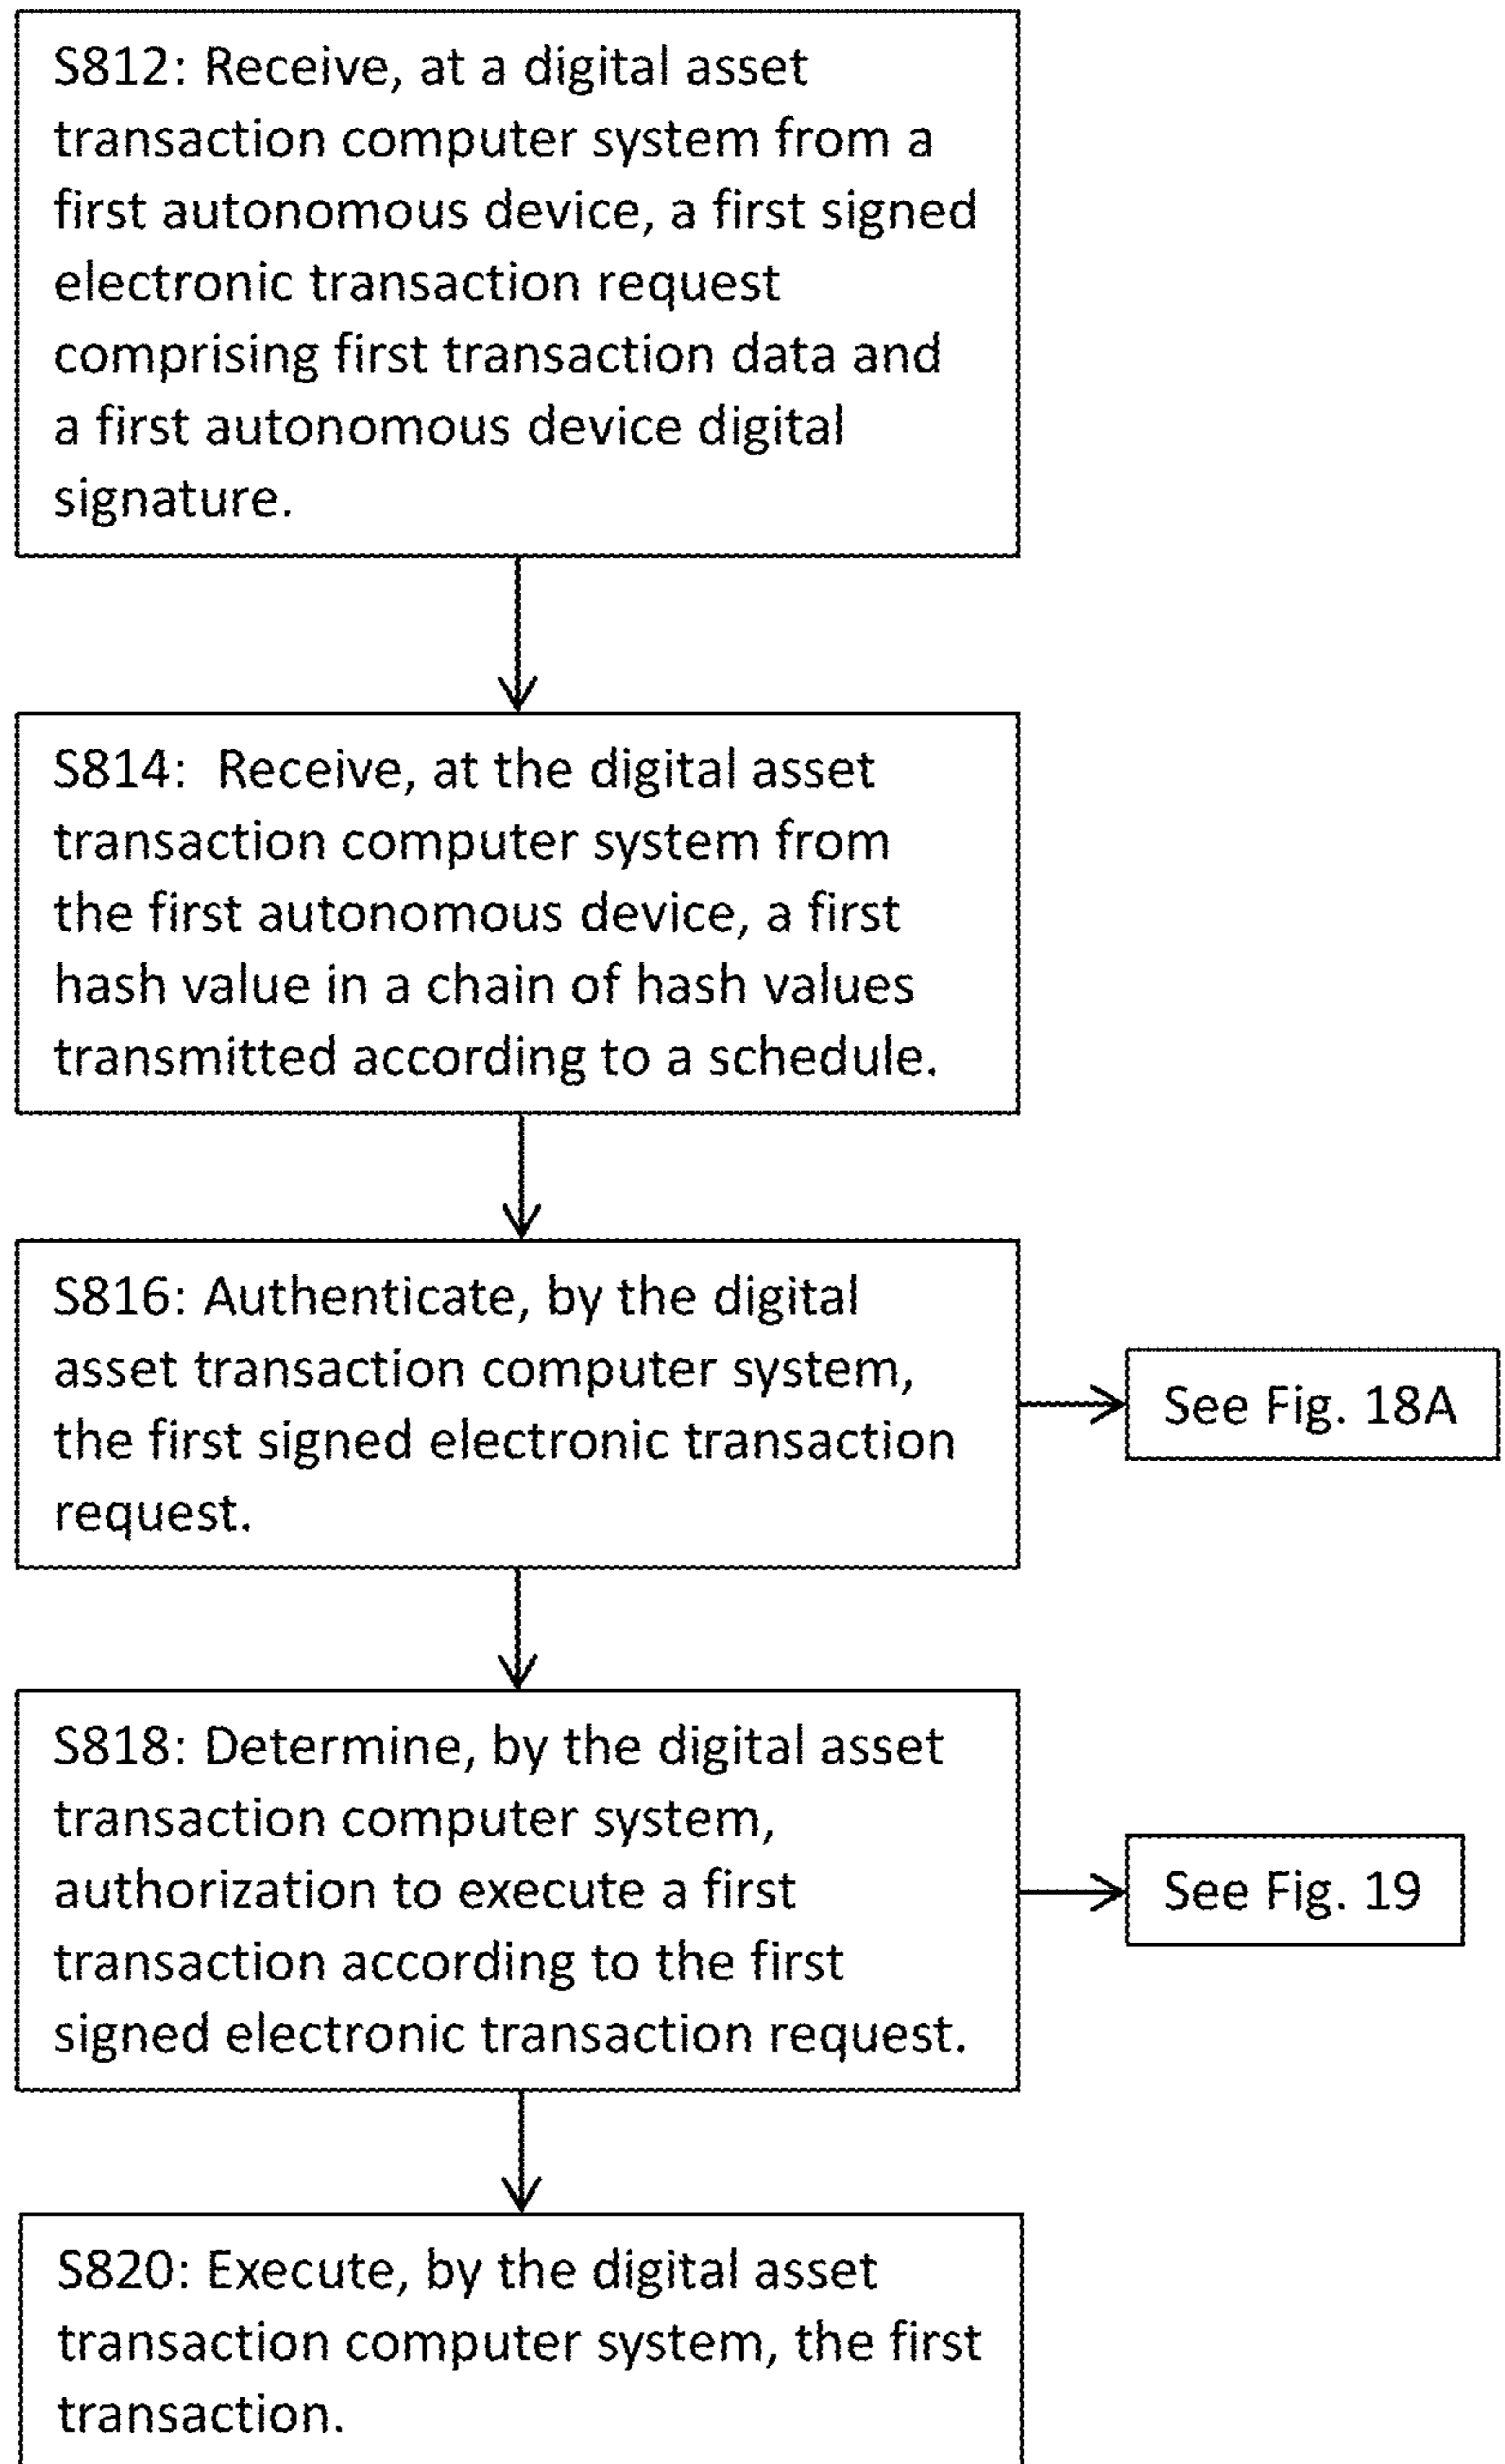 S812: Receive, at a digital asset
transaction computer system from a
first autonomous device, a first signed
electronic transaction request
comprising first transaction data and
a first autonomous device digital
signature.
S814: Receive, at the digital asset
transaction computer system from
the first autonomous device, a first
hash value in a chain of hash values
transmitted according to a schedule.
S816: Authenticate, by the digital
asset transaction computer system,
the first signed electronic transaction
request.
See Fig. 18A
S818: Determine, by the digital asset
transaction computer system,
authorization to execute a first
transaction according to the first
signed electronic transaction request.
See Fig. 19
S820: Execute, by the digital asset
transaction computer system, the first
transaction.